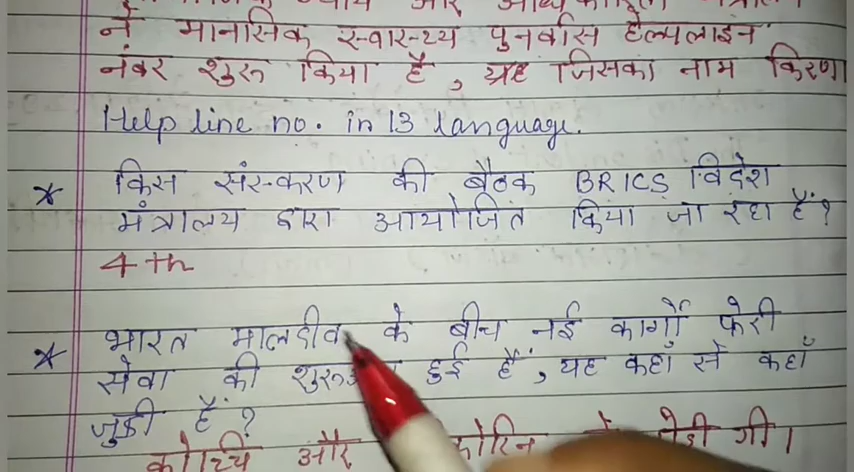 और
ने मानसिक स्वास्थ्य पुनर्वास हेल्पलाइन
नंबर शुरू किया है, यह जिसका नाम किरण
Help line no. in 13 language.
* किस संस्करण की बैठक BRICS विदेश
मंत्रालय द्वारा आयोजित किया जा रहा है?
4th
* भारत मालदीव के बीच नई कार्गो फेरी
सेवा की हुई है, यह कहा से कहाँ
जुड़ी है?
कोच्चि और गी।